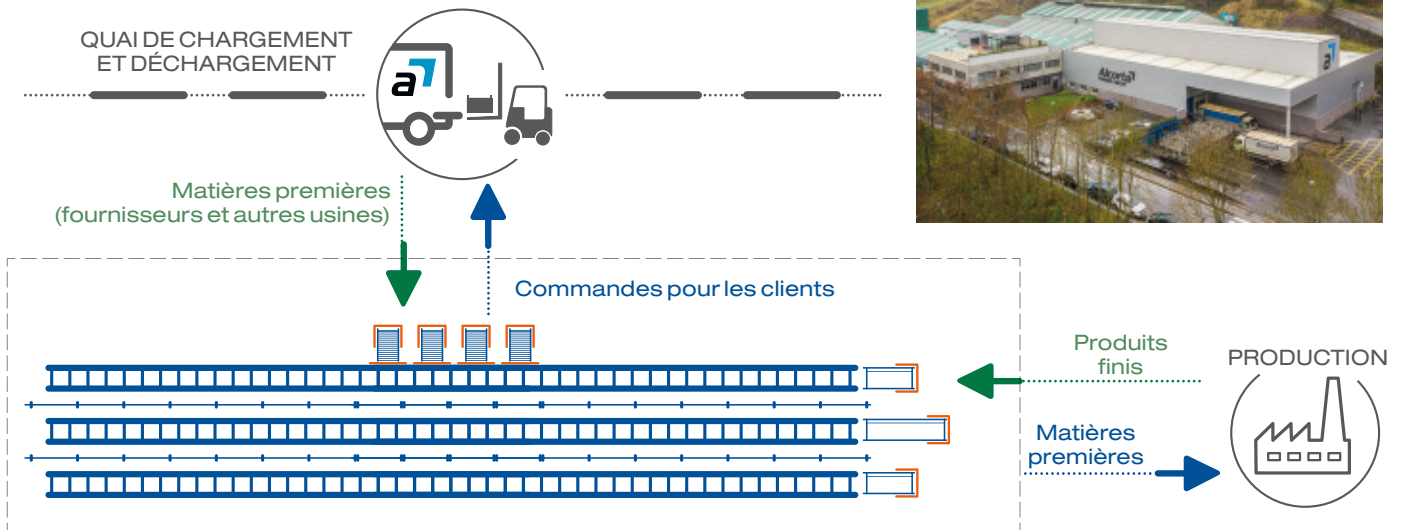 QUAI DE CHARGEMENT
ET DÉCHARGEMENT
a
Alcorta
a
Matières premières
(fournisseurs et autres usines)
Commandes pour les clients
Produits
finis
PRODUCTION
Matières
premières